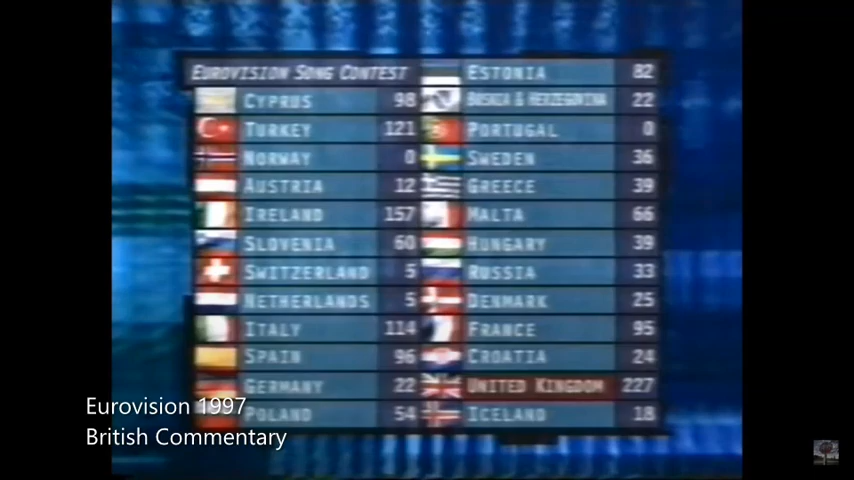 EUROVISION SONG CONTEST
CYPRUS 98
TURKEY 121
NORWAY 0
AUSTRIA 12
IRELAND 157
SLOVENIA 60
SWITZERLAND 5
NETHERLANDS 5
ITALY 114
SPAIN 96
GERMANY 22
POLAND 54
ESTONIA 82
BOSNIA & HERZEGOVINA 22
PORTUGAL 0
SWEDEN 36
GREECE 39
MALTA 66
HUNGARY 39
RUSSIA 33
DENMARK 25
FRANCE 95
CROATIA 24
UNITED KINGDOM 227
ICELAND 18
Eurovision 1997
British Commentary